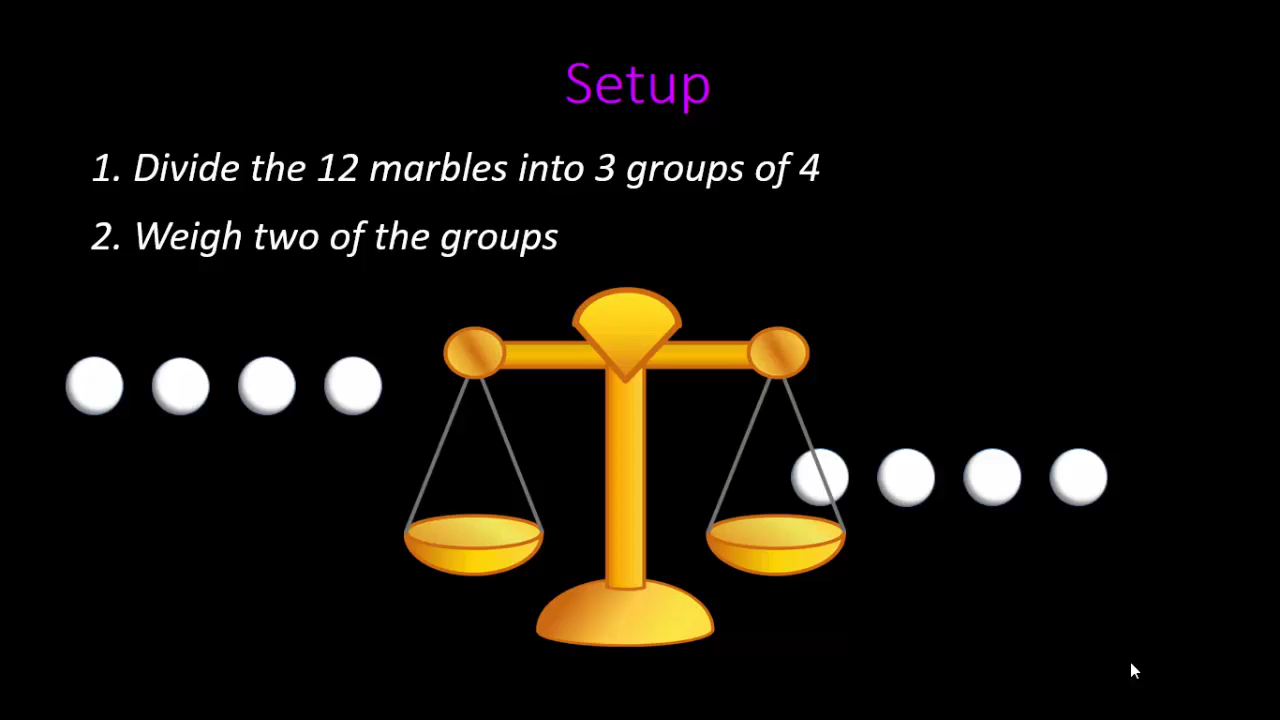 Setup
1. Divide the 12 marbles into 3 groups of 4
2. Weigh two of the groups